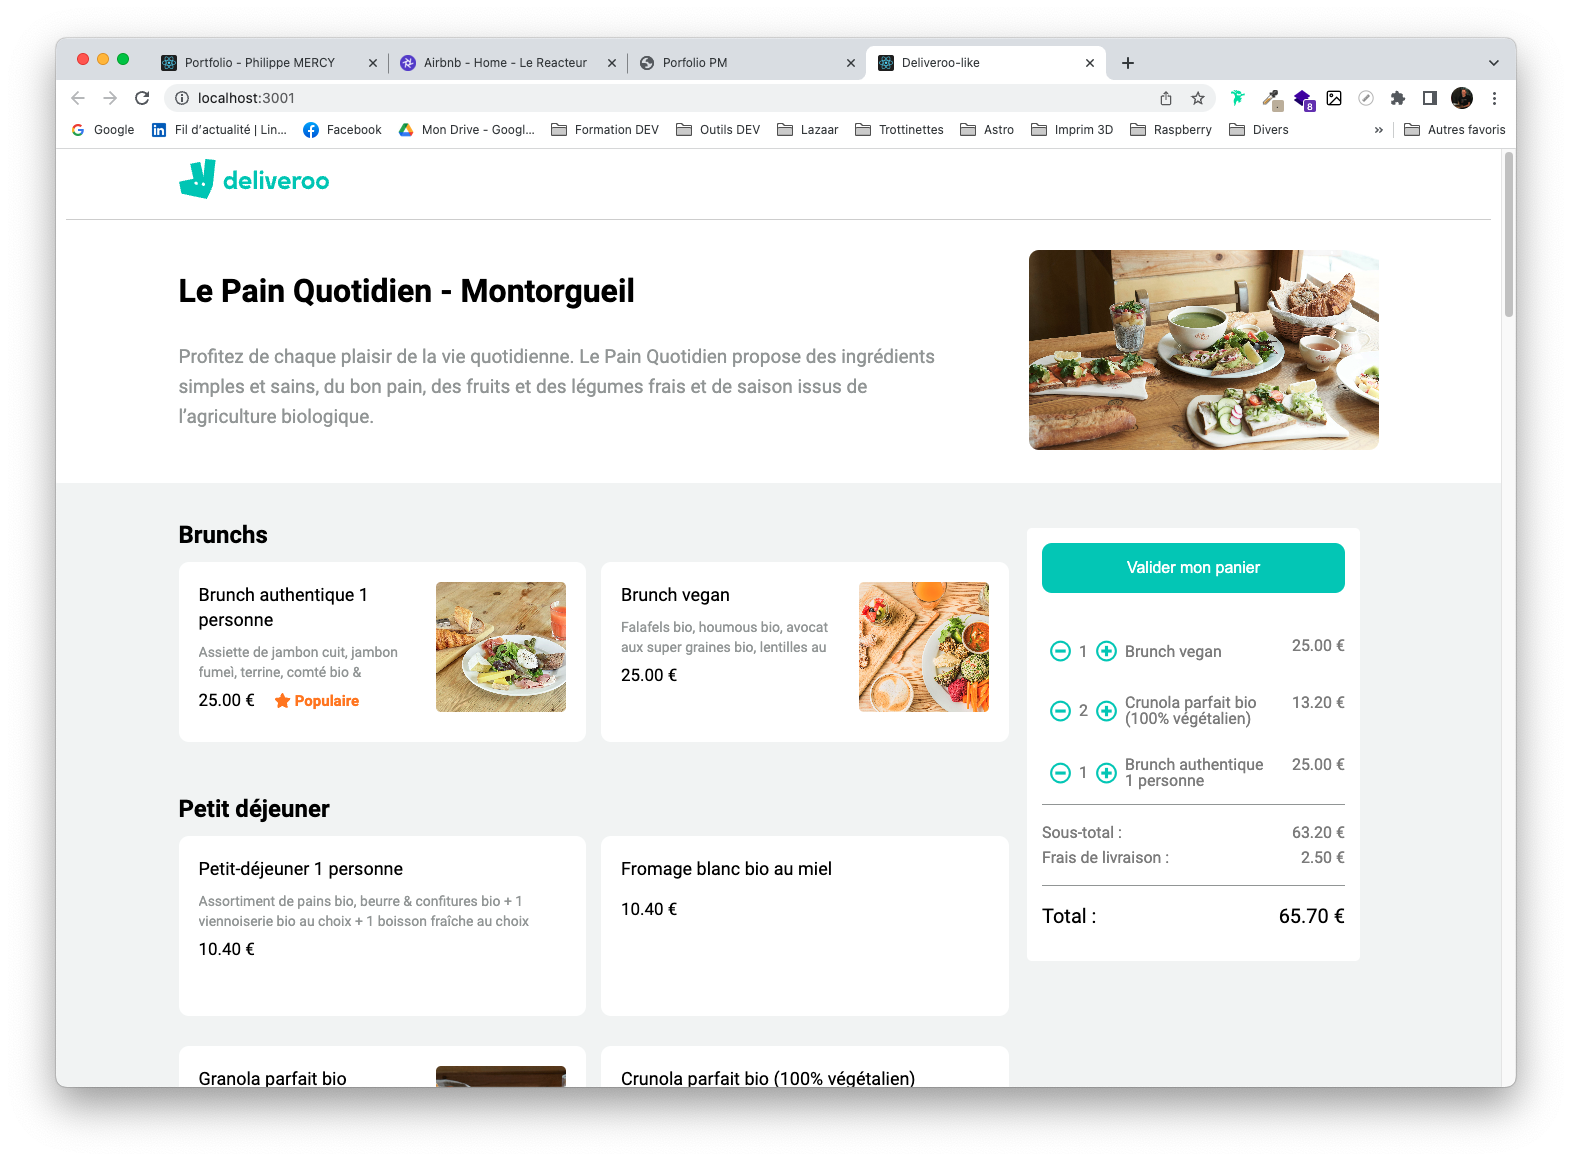 Portfolio - Philippe MERCY
Airbnb - Home - Le Reacteur
Porfolio PM
Deliveroo-like
localhost:3001
8
Google
Fil d’actualité | Lin...
Facebook
Mon Drive - Googl...
Formation DEV
Outils DEV
Lazaar
Trottinettes
Astro
Imprim 3D
Raspberry
Divers
»
Autres favoris
deliveroo
Le Pain Quotidien - Montorgueil
Profitez de chaque plaisir de la vie quotidienne. Le Pain Quotidien propose des ingrédients
simples et sains, du bon pain, des fruits et des légumes frais et de saison issus de
l’agriculture biologique.
Brunchs
Brunch authentique 1
personne
Assiette de jambon cuit, jambon
fumeì, terrine, comté bio &
25.00 € Populaire
Brunch vegan
Falafels bio, houmous bio, avocat
aux super graines bio, lentilles au
25.00 €
Petit déjeuner
Petit-déjeuner 1 personne
Assortiment de pains bio, beurre & confitures bio + 1
viennoiserie bio au choix + 1 boisson fraîche au choix
10.40 €
Fromage blanc bio au miel
10.40 €
Granola parfait bio
Crunola parfait bio (100% végétalien)
Valider mon panier
1 Brunch vegan 25.00 €
2 Crunola parfait bio 13.20 €
(100% végétalien)
1 Brunch authentique 25.00 €
1 personne
Sous-total : 63.20 €
Frais de livraison : 2.50 €
Total : 65.70 €